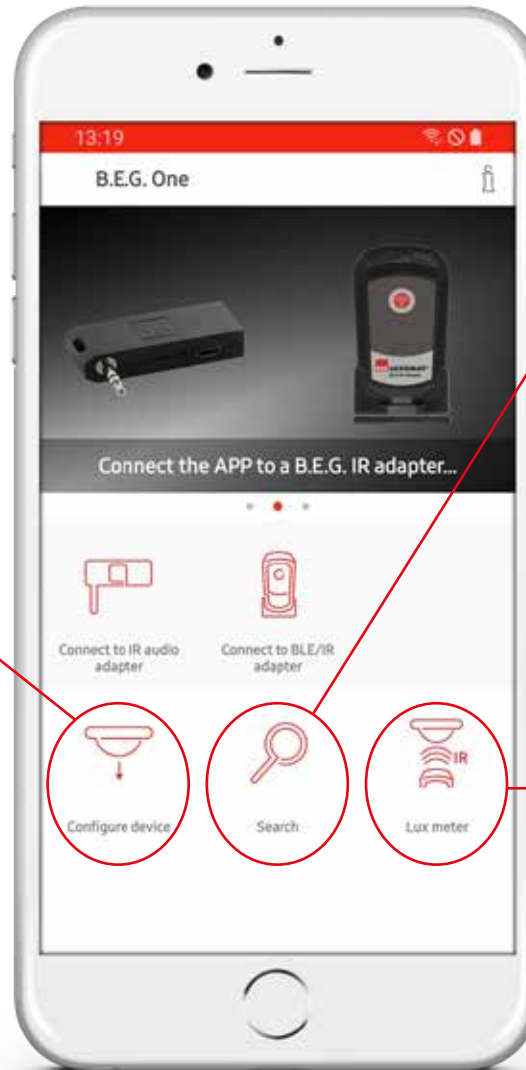 13:19
B.E.G. One
Connect the APP to a B.E.G. IR adapter...
Connect to IR audio
adapter
Connect to BLE/IR
adapter
IR
Configure device
Search
Lux meter